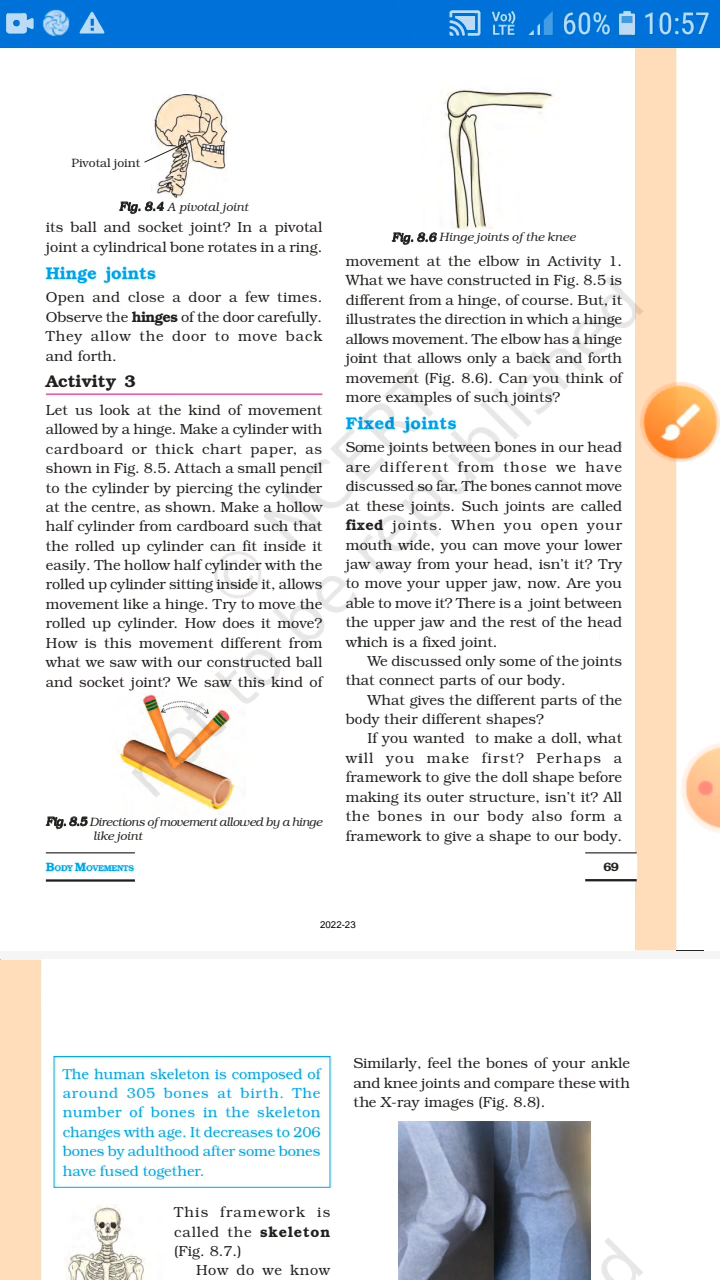 Vo))
LTE
60%
10:57
Pivotal joint
Fig. 8.4 A pivotal joint
its ball and socket joint? In a pivotal
joint a cylindrical bone rotates in a ring.
Hinge joints
Open and close a door a few times.
Observe the hinges of the door carefully.
They allow the door to move back
and forth.
Activity 3
Let us look at the kind of movement
allowed by a hinge. Make a cylinder with
cardboard or thick chart paper, as
shown in Fig. 8.5. Attach a small pencil
to the cylinder by piercing the cylinder
at the centre, as shown. Make a hollow
half cylinder from cardboard such that
the rolled up cylinder can fit inside it
easily. The hollow half cylinder with the
rolled up cylinder sitting inside it, allows
movement like a hinge. Try to move the
rolled up cylinder. How does it move?
How is this movement different from
what we saw with our constructed ball
and socket joint? We saw this kind of
Fig. 8.5 Directions of movement allowed by a hinge
like joint
Fig. 8.6 Hinge joints of the knee
movement at the elbow in Activity 1.
What we have constructed in Fig. 8.5 is
different from a hinge, of course. But, it
illustrates the direction in which a hinge
allows movement. The elbow has a hinge
joint that allows only a back and forth
movement (Fig. 8.6). Can you think of
more examples of such joints?
Fixed joints
Some joints between bones in our head
are different from those we have
discussed so far. The bones cannot move
at these joints. Such joints are called
fixed joints. When you open your
mouth wide, you can move your lower
jaw away from your head, isn't it? Try
to move your upper jaw, now. Are you
able to move it? There is a joint between
the upper jaw and the rest of the head
which is a fixed joint.
We discussed only some of the joints
that connect parts of our body.
What gives the different parts of the
body their different shapes?
If you wanted to make a doll, what
will you make first? Perhaps a
framework to give the doll shape before
making its outer structure, isn't it? All
the bones in our body also form a
framework to give a shape to our body.
© NCERT
not to be republished
BODY MOVEMENTS
69
2022-23
The human skeleton is composed of
around 305 bones at birth. The
number of bones in the skeleton
changes with age. It decreases to 206
bones by adulthood after some bones
have fused together.
This framework is
called the skeleton
(Fig. 8.7.)
How do we know
Similarly, feel the bones of your ankle
and knee joints and compare these with
the X-ray images (Fig. 8.8).